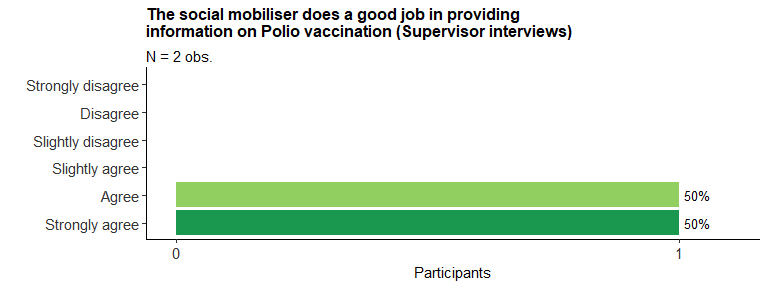 The social mobiliser does a good job in providing
information on Polio vaccination (Supervisor interviews)
N = 2 obs.
Strongly disagree
Disagree
Slightly disagree
Slightly agree
Agree
50%
Strongly agree
50%
0
1
Participants